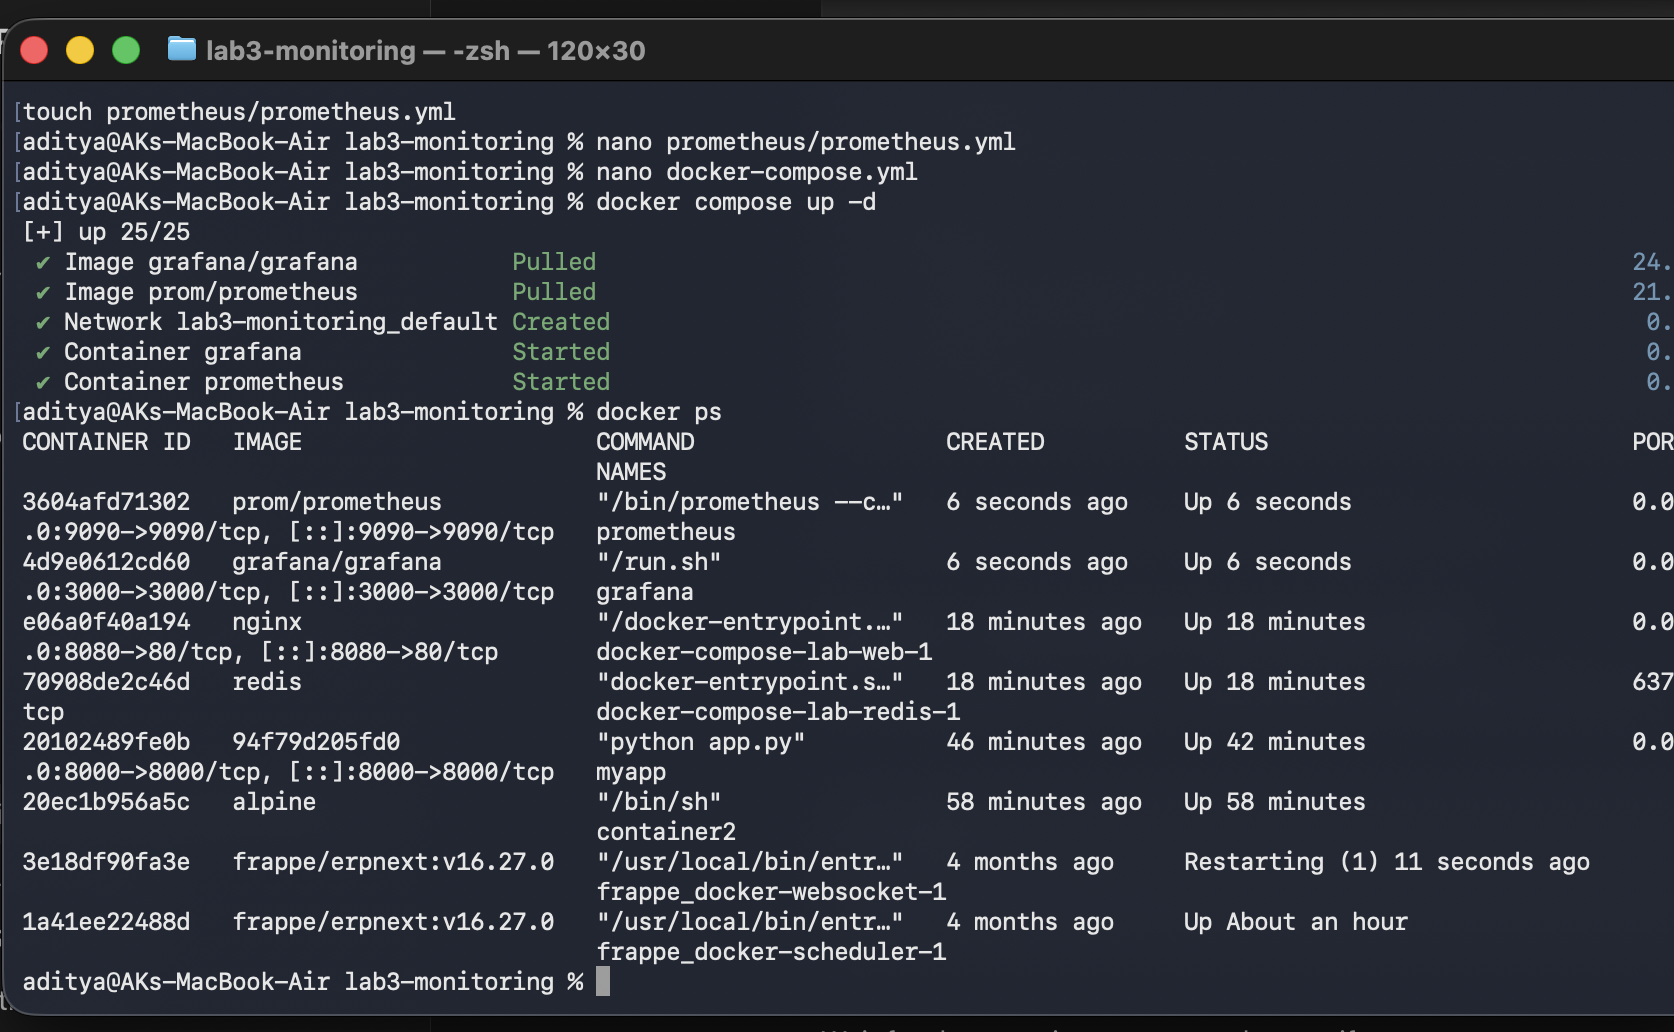 lab3-monitoring — -zsh — 120×30
[touch prometheus/prometheus.yml
[aditya@AKs-MacBook-Air lab3-monitoring % nano prometheus/prometheus.yml
[aditya@AKs-MacBook-Air lab3-monitoring % nano docker-compose.yml
[aditya@AKs-MacBook-Air lab3-monitoring % docker compose up -d
[+] up 25/25
✔ Image grafana/grafana Pulled 24.
✔ Image prom/prometheus Pulled 21.
✔ Network lab3-monitoring_default Created 0.
✔ Container grafana Started 0.
✔ Container prometheus Started 0.
[aditya@AKs-MacBook-Air lab3-monitoring % docker ps
CONTAINER ID IMAGE COMMAND CREATED STATUS POR
NAMES
3604afd71302 prom/prometheus "/bin/prometheus --c…" 6 seconds ago Up 6 seconds 0.0
.0:9090->9090/tcp, [::]:9090->9090/tcp prometheus
4d9e0612cd60 grafana/grafana "/run.sh" 6 seconds ago Up 6 seconds 0.0
.0:3000->3000/tcp, [::]:3000->3000/tcp grafana
e06a0f40a194 nginx "/docker-entrypoint.…" 18 minutes ago Up 18 minutes 0.0
.0:8080->80/tcp, [::]:8080->80/tcp docker-compose-lab-web-1
70908de2c46d redis "docker-entrypoint.s…" 18 minutes ago Up 18 minutes 637
tcp docker-compose-lab-redis-1
20102489fe0b 94f79d205fd0 "python app.py" 46 minutes ago Up 42 minutes 0.0
.0:8000->8000/tcp, [::]:8000->8000/tcp myapp
20ec1b956a5c alpine "/bin/sh" 58 minutes ago Up 58 minutes
container2
3e18df90fa3e frappe/erpnext:v16.27.0 "/usr/local/bin/entr…" 4 months ago Restarting (1) 11 seconds ago
frappe_docker-websocket-1
1a41ee22488d frappe/erpnext:v16.27.0 "/usr/local/bin/entr…" 4 months ago Up About an hour
frappe_docker-scheduler-1
aditya@AKs-MacBook-Air lab3-monitoring %